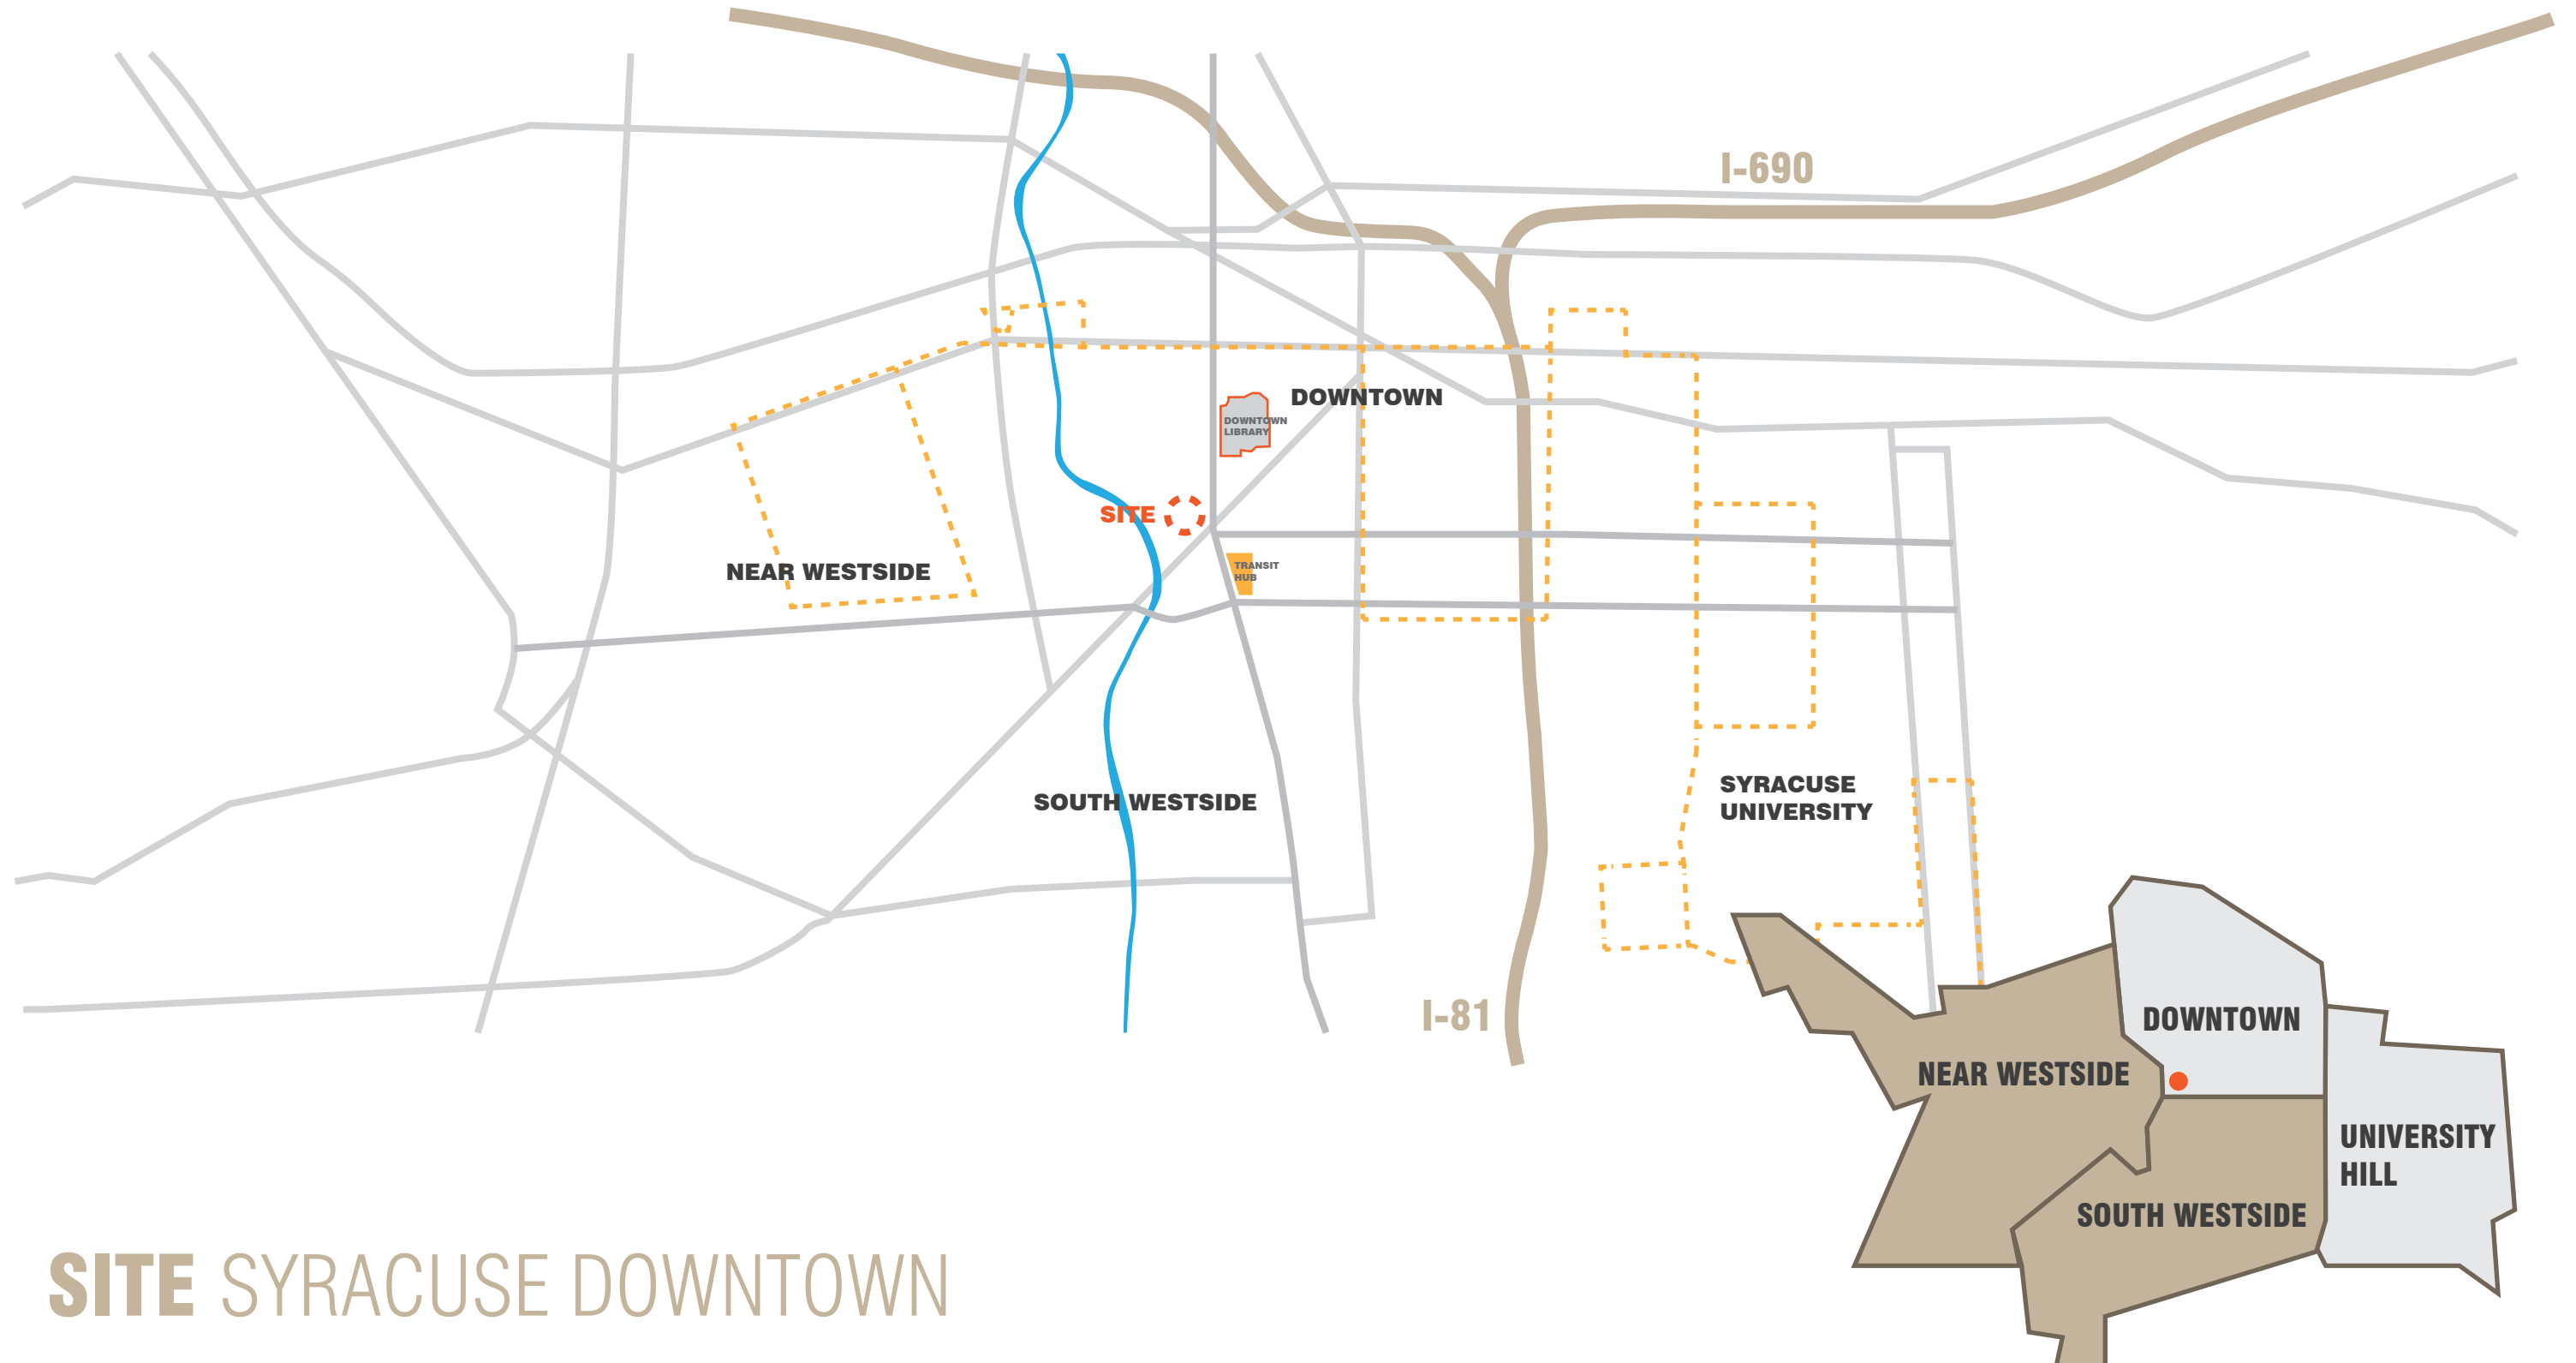 I-690
DOWNTOWN
DOWNTOWN
LIBRARY
SITE
TRANSIT
HUB
NEAR WESTSIDE
SYRACUSE
UNIVERSITY
SOUTH WESTSIDE
I-81
DOWNTOWN
NEAR WESTSIDE
UNIVERSITY
HILL
SOUTH WESTSIDE
SITE SYRACUSE DOWNTOWN